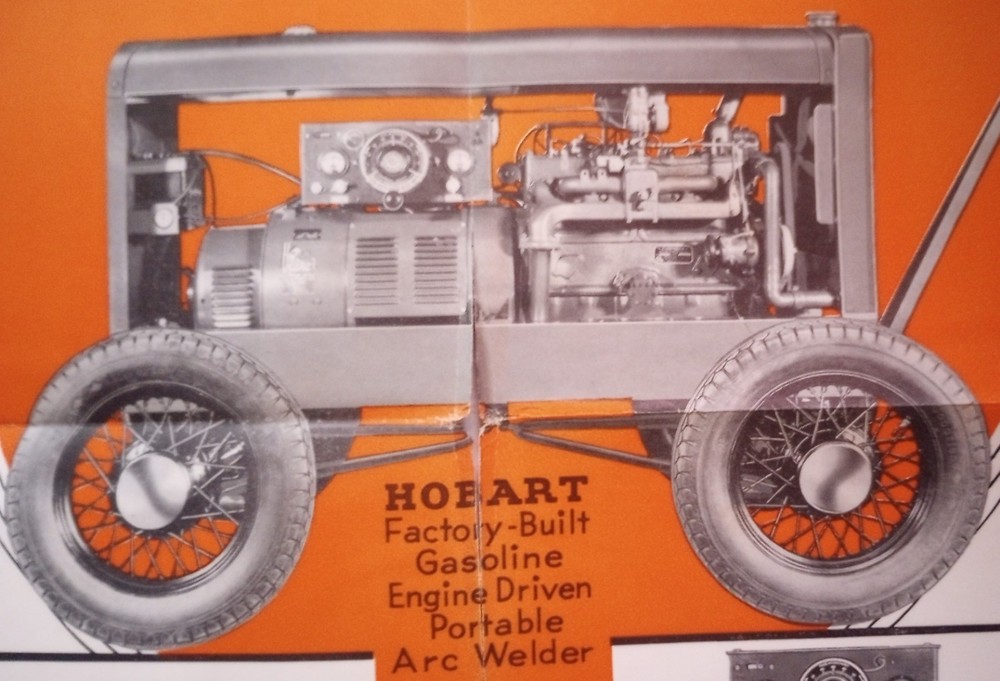 HOBART
Factory-Built
Gasoline
Engine Driven
Portable
Arc Welder